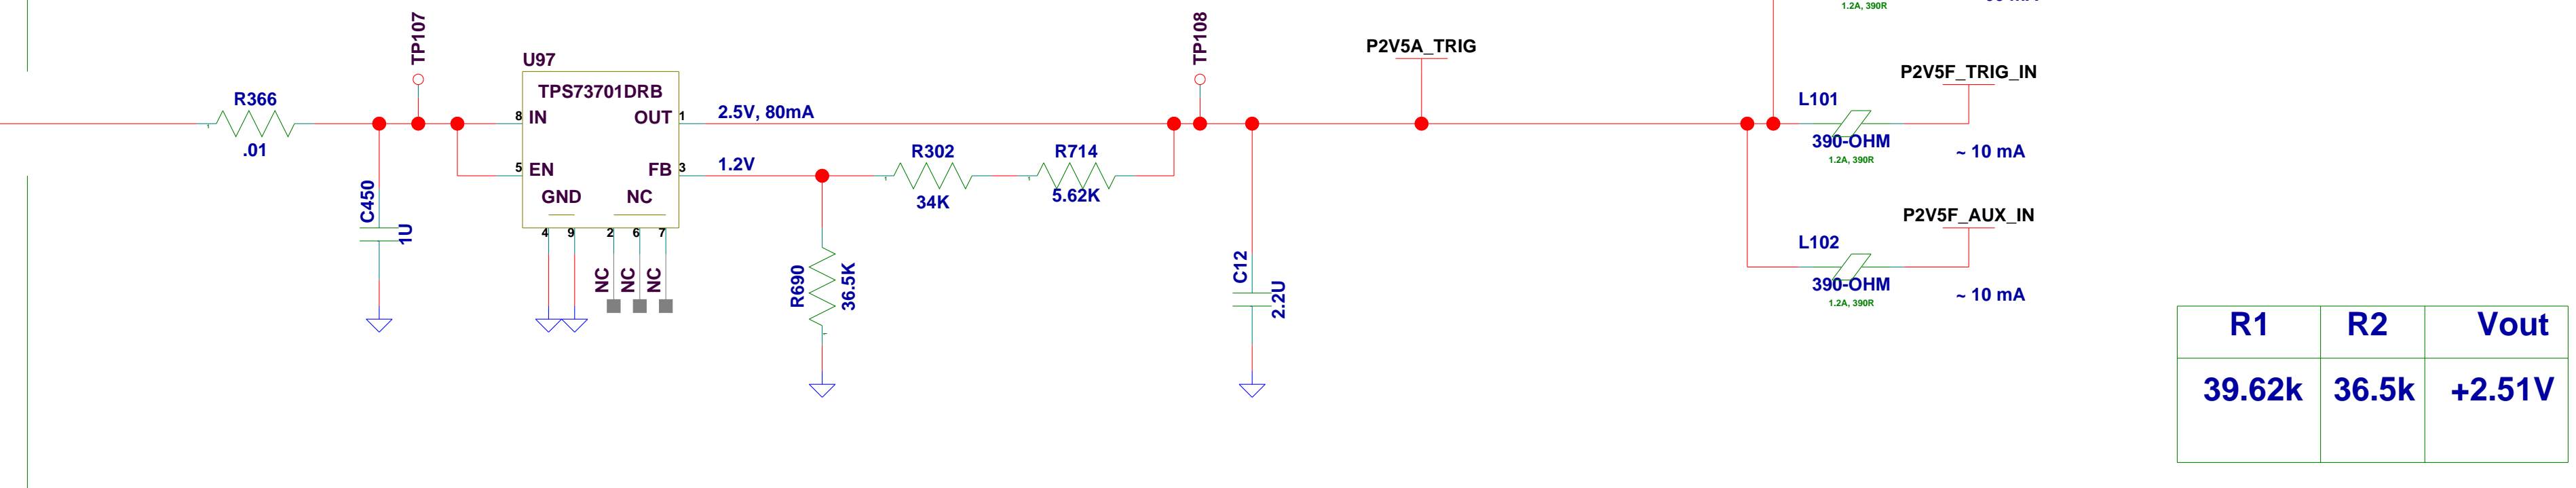 1.2A, 390R
TP107
TP108
U97
P2V5A_TRIG
P2V5F_TRIG_IN
R366
TPS73701DRB
L101
8 IN
OUT 1
2.5V, 80mA
.01
390-OHM
~ 10 mA
1.2A, 390R
R302
R714
5 EN
FB 3
1.2V
GND
NC
34K
5.62K
C450
1U
4
9
2
6
7
NC
NC
NC
P2V5F_AUX_IN
L102
R690
36.5K
C12
2.2U
390-OHM
~ 10 mA
1.2A, 390R
R1 R2 Vout
39.62k 36.5k +2.51V